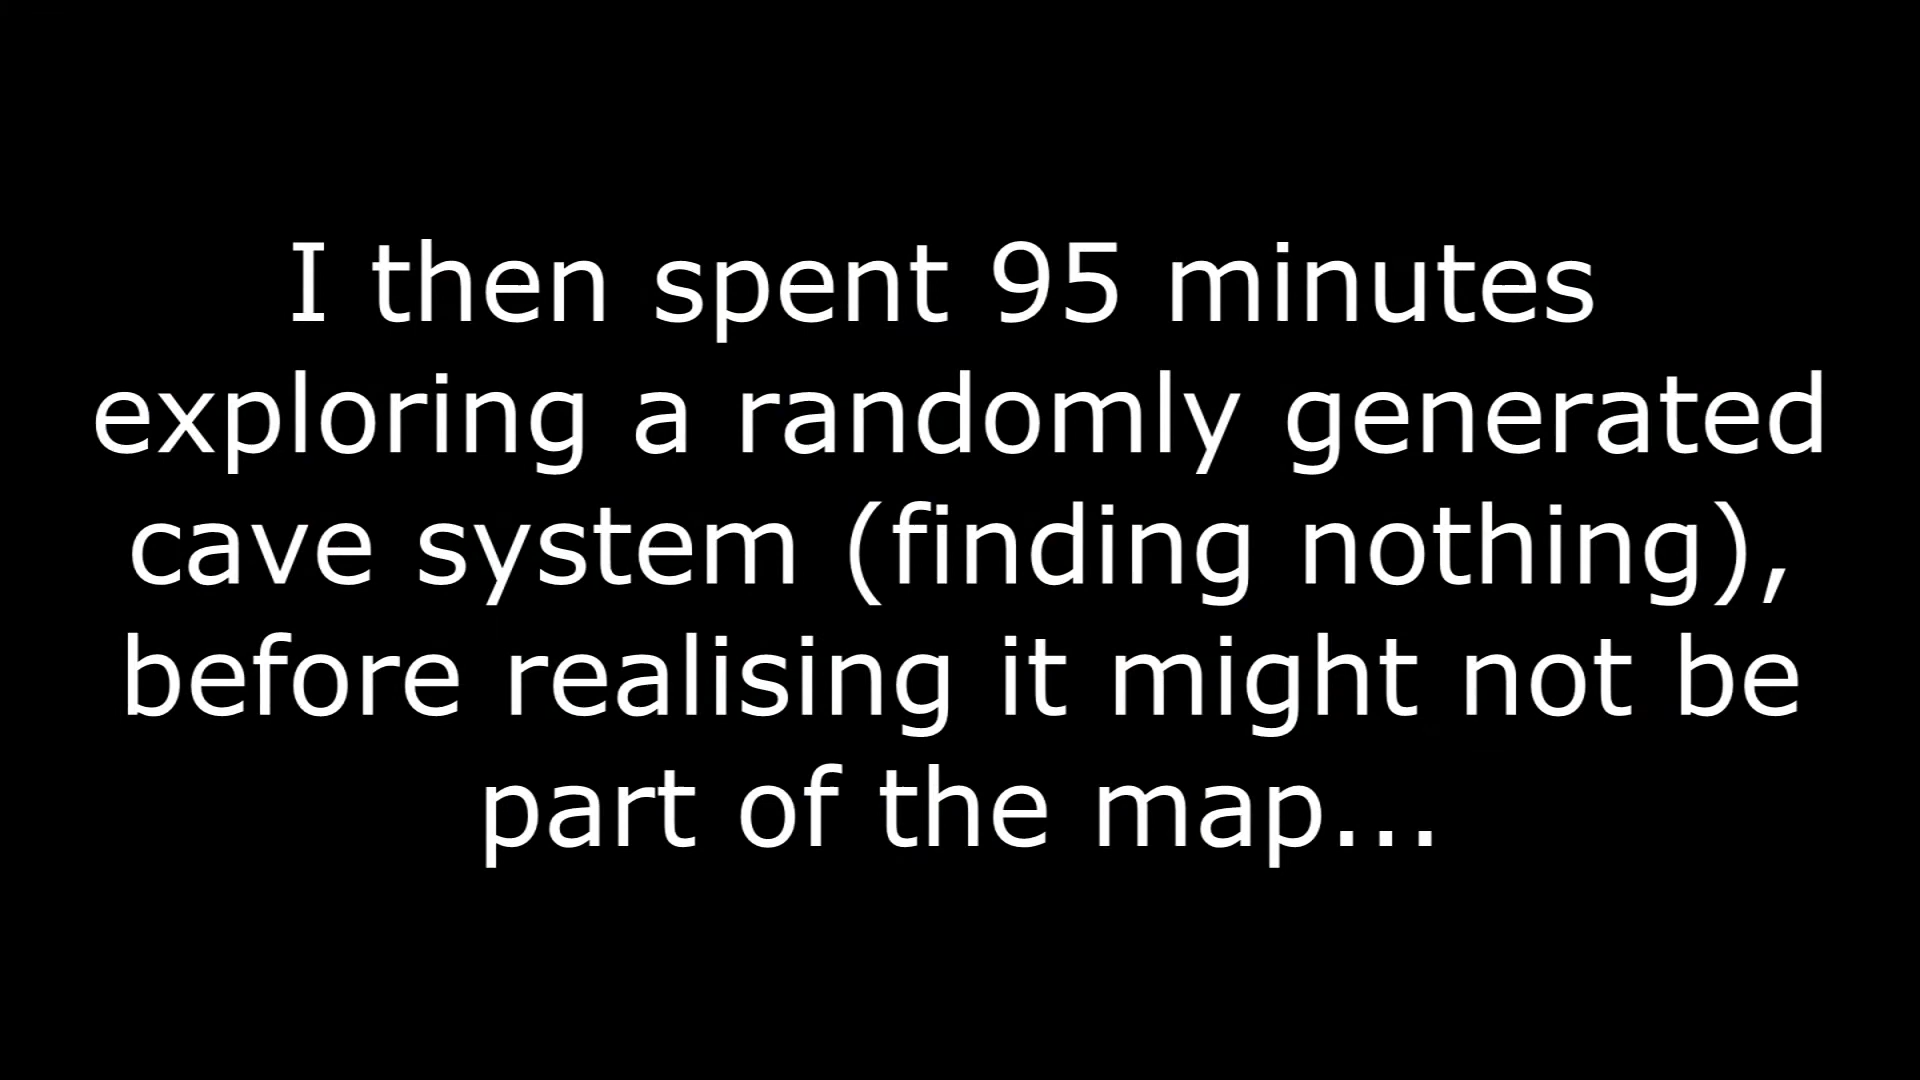 I then spent 95 minutes
exploring a randomly generated
cave system (finding nothing),
before realising it might not be
part of the map...